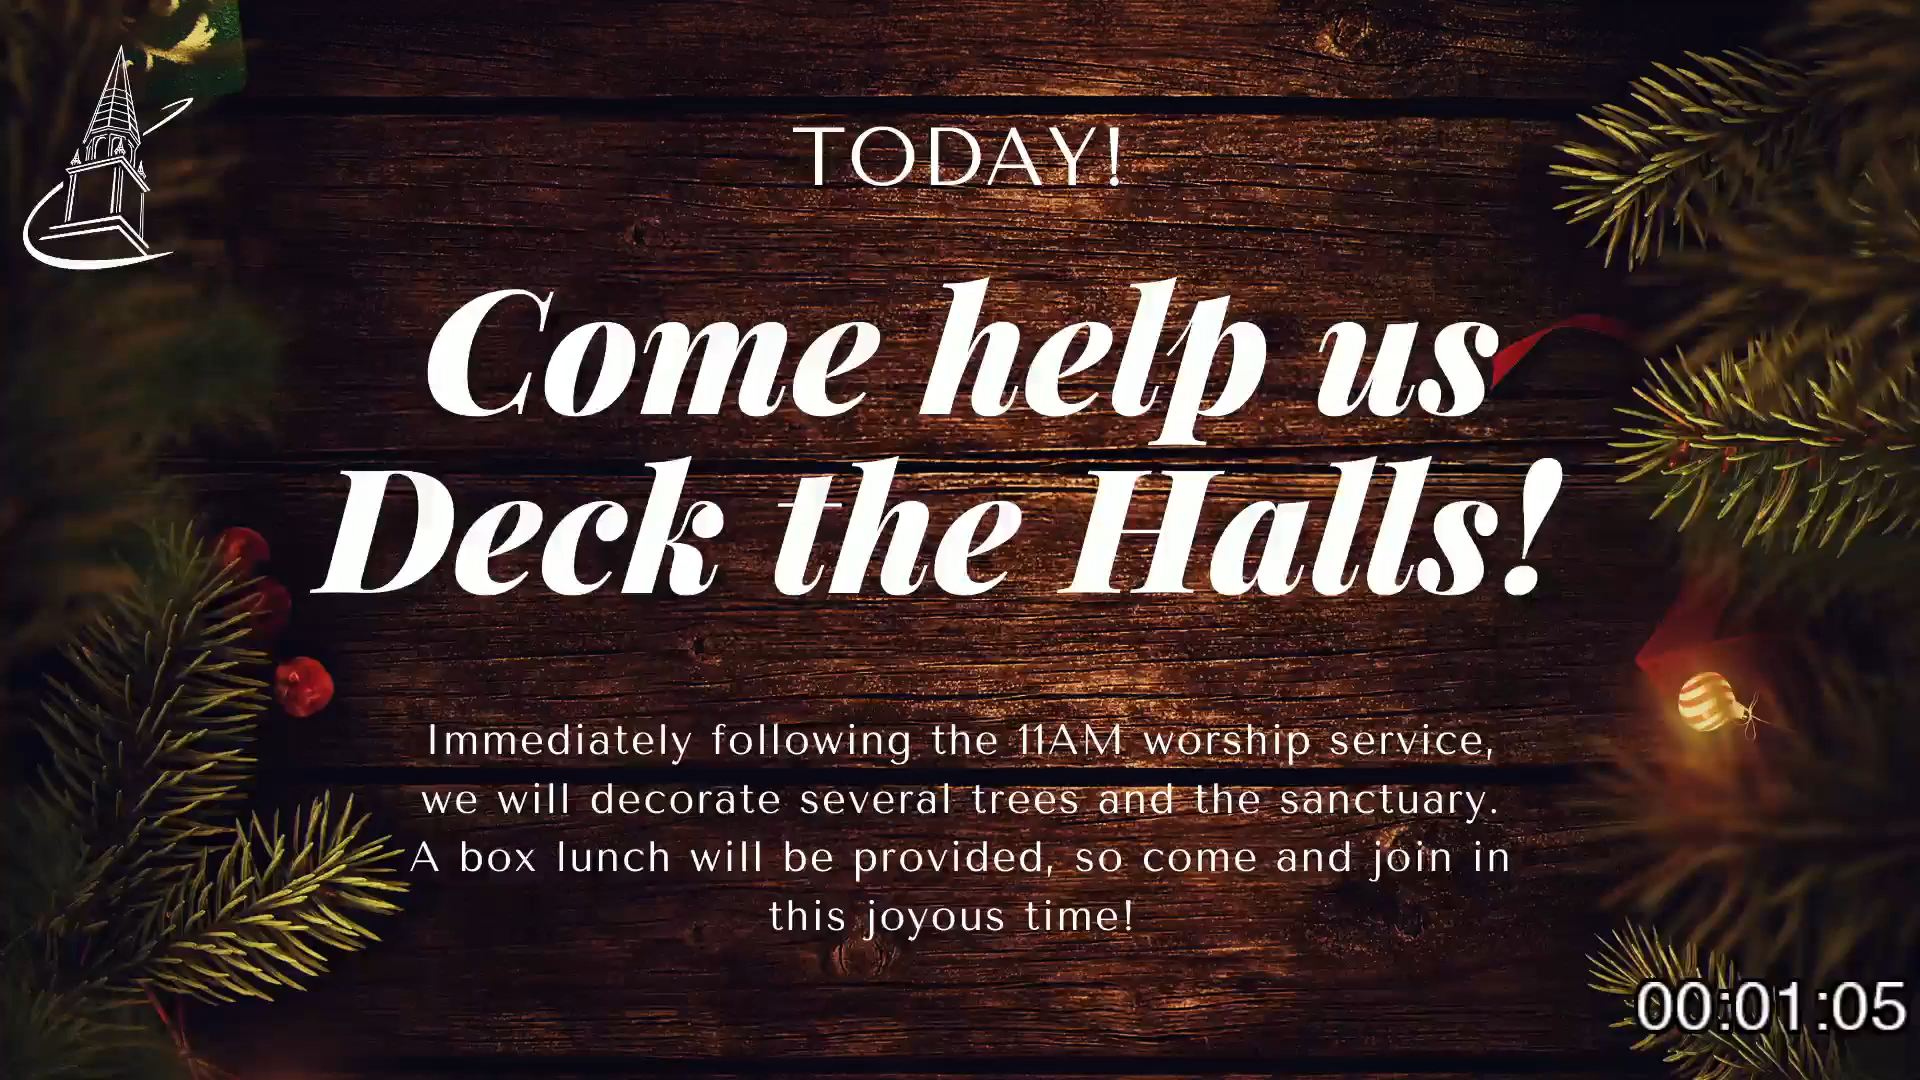 TODAY!
Come help us
Deck the Halls!
Immediately following the 11AM worship service,
we will decorate several trees and the sanctuary.
A box lunch will be provided, so come and join in
this joyous time!
00:01:05